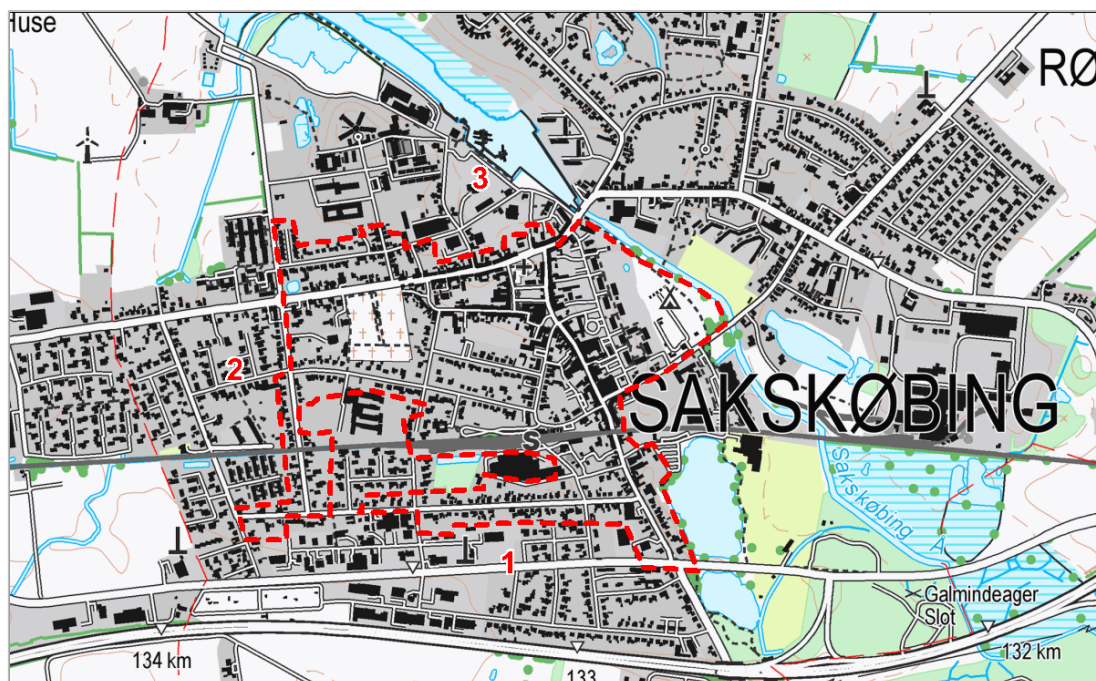 Huse
RØ
3
2
SAKSKØBING
S
Sakskøbing Å
1
Galmindeager
Slot
134 km
133
132 km